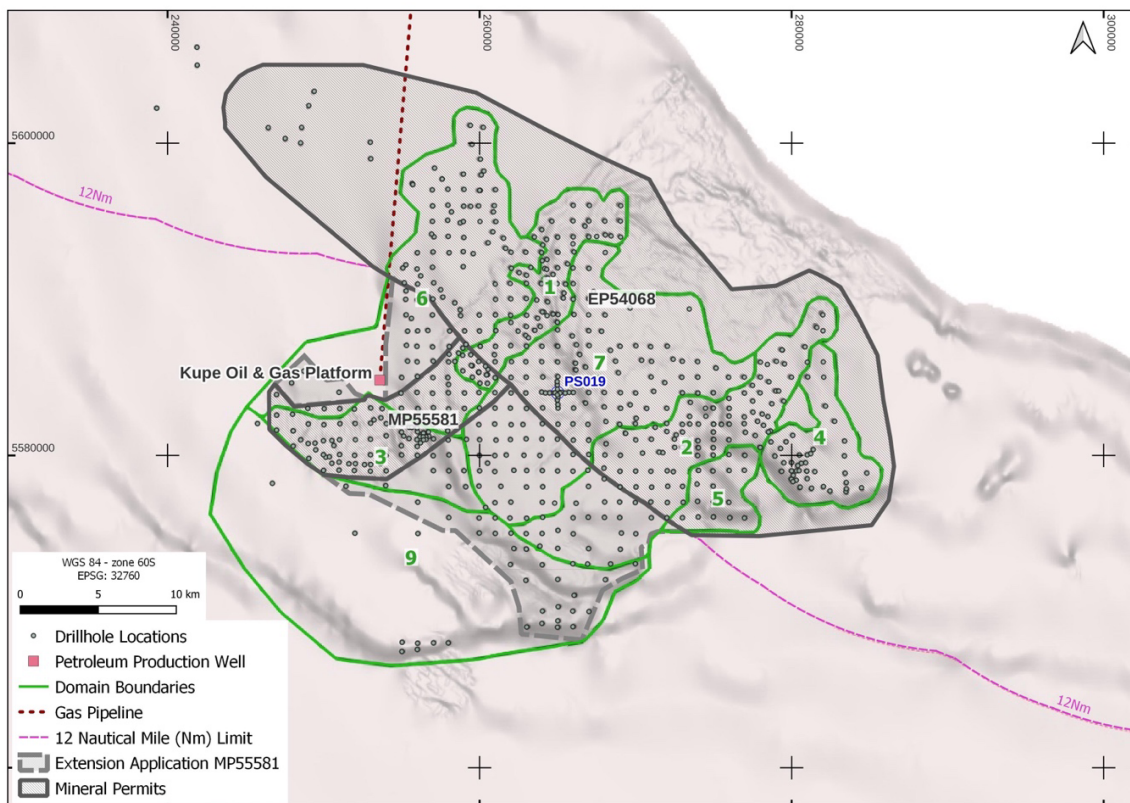 240000
260000
280000
300000
5600000
12Nm
6
1
EP54068
7
Kupe Oil & Gas Platform
PS019
MP55581
5580000
3
2
4
5
9
12Nm
WGS 84 - zone 60S
EPSG: 32760
0 5 10 km
Drillhole Locations
Petroleum Production Well
Domain Boundaries
Gas Pipeline
12 Nautical Mile (Nm) Limit
Extension Application MP55581
Mineral Permits